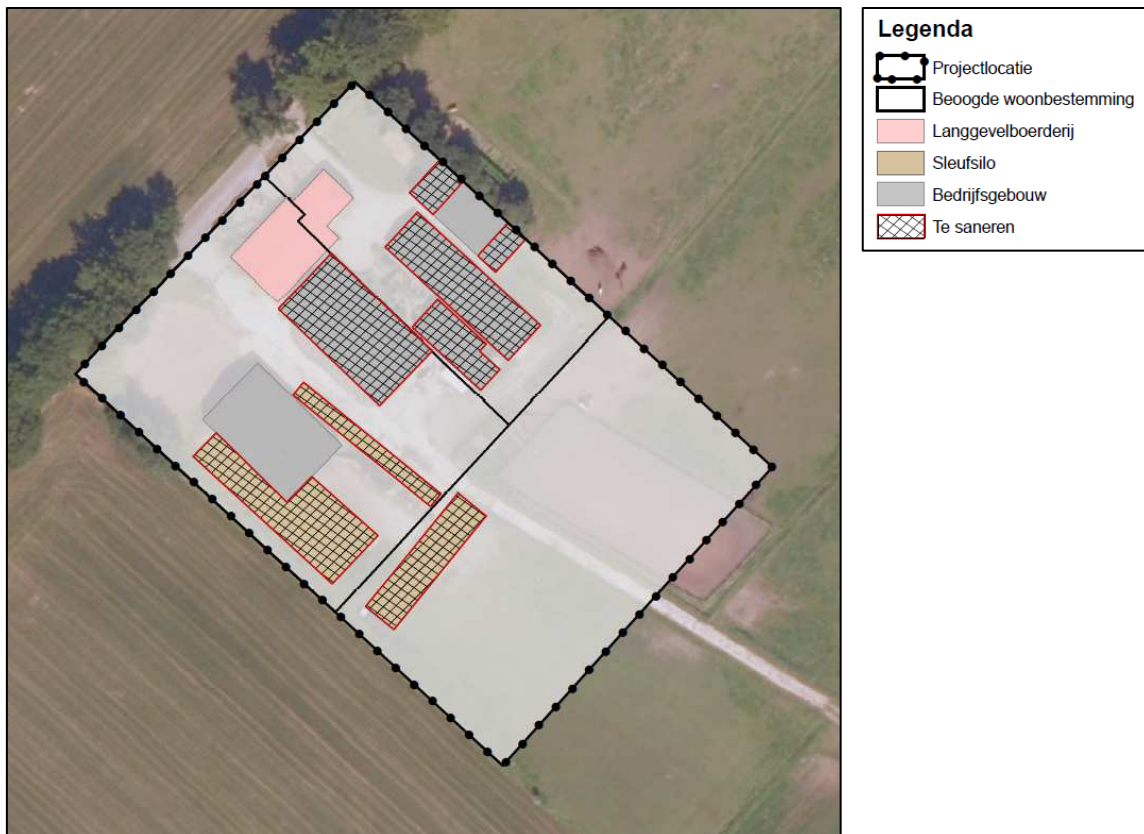 Legenda
Projectlocatie
Beoogde woonbestemming
Langgevelboerderij
Sleufsilo
Bedrijfsgebouw
Te saneren